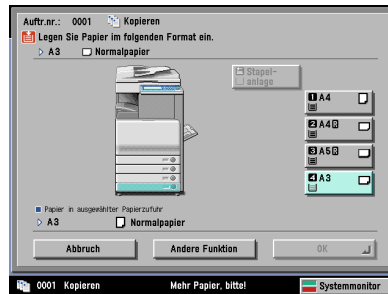 Auftr.nr.: 0001 Kopieren
Legen Sie Papier im folgenden Format ein.
A3 Normalpapier
Stapel-
anlage
1 A4
2 A4R
3 A5R
4 A3
Papier in ausgewählter Papierzufuhr
A3 Normalpapier
Abbruch
Andere Funktion
OK
0001 Kopieren
Mehr Papier, bitte!
Systemmonitor